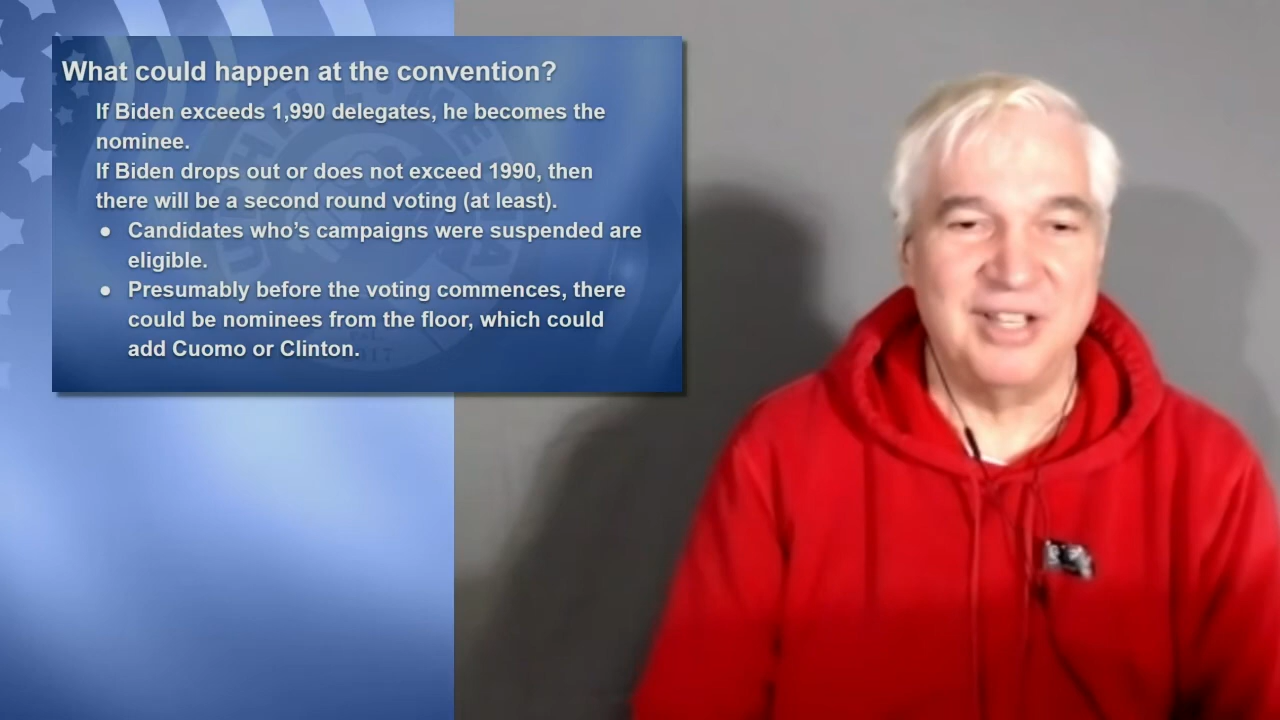 What could happen at the convention?
If Biden exceeds 1,990 delegates, he becomes the
nominee.
If Biden drops out or does not exceed 1990, then
there will be a second round voting (at least).
● Candidates who's campaigns were suspended are
eligible.
● Presumably before the voting commences, there
could be nominees from the floor, which could
add Cuomo or Clinton.